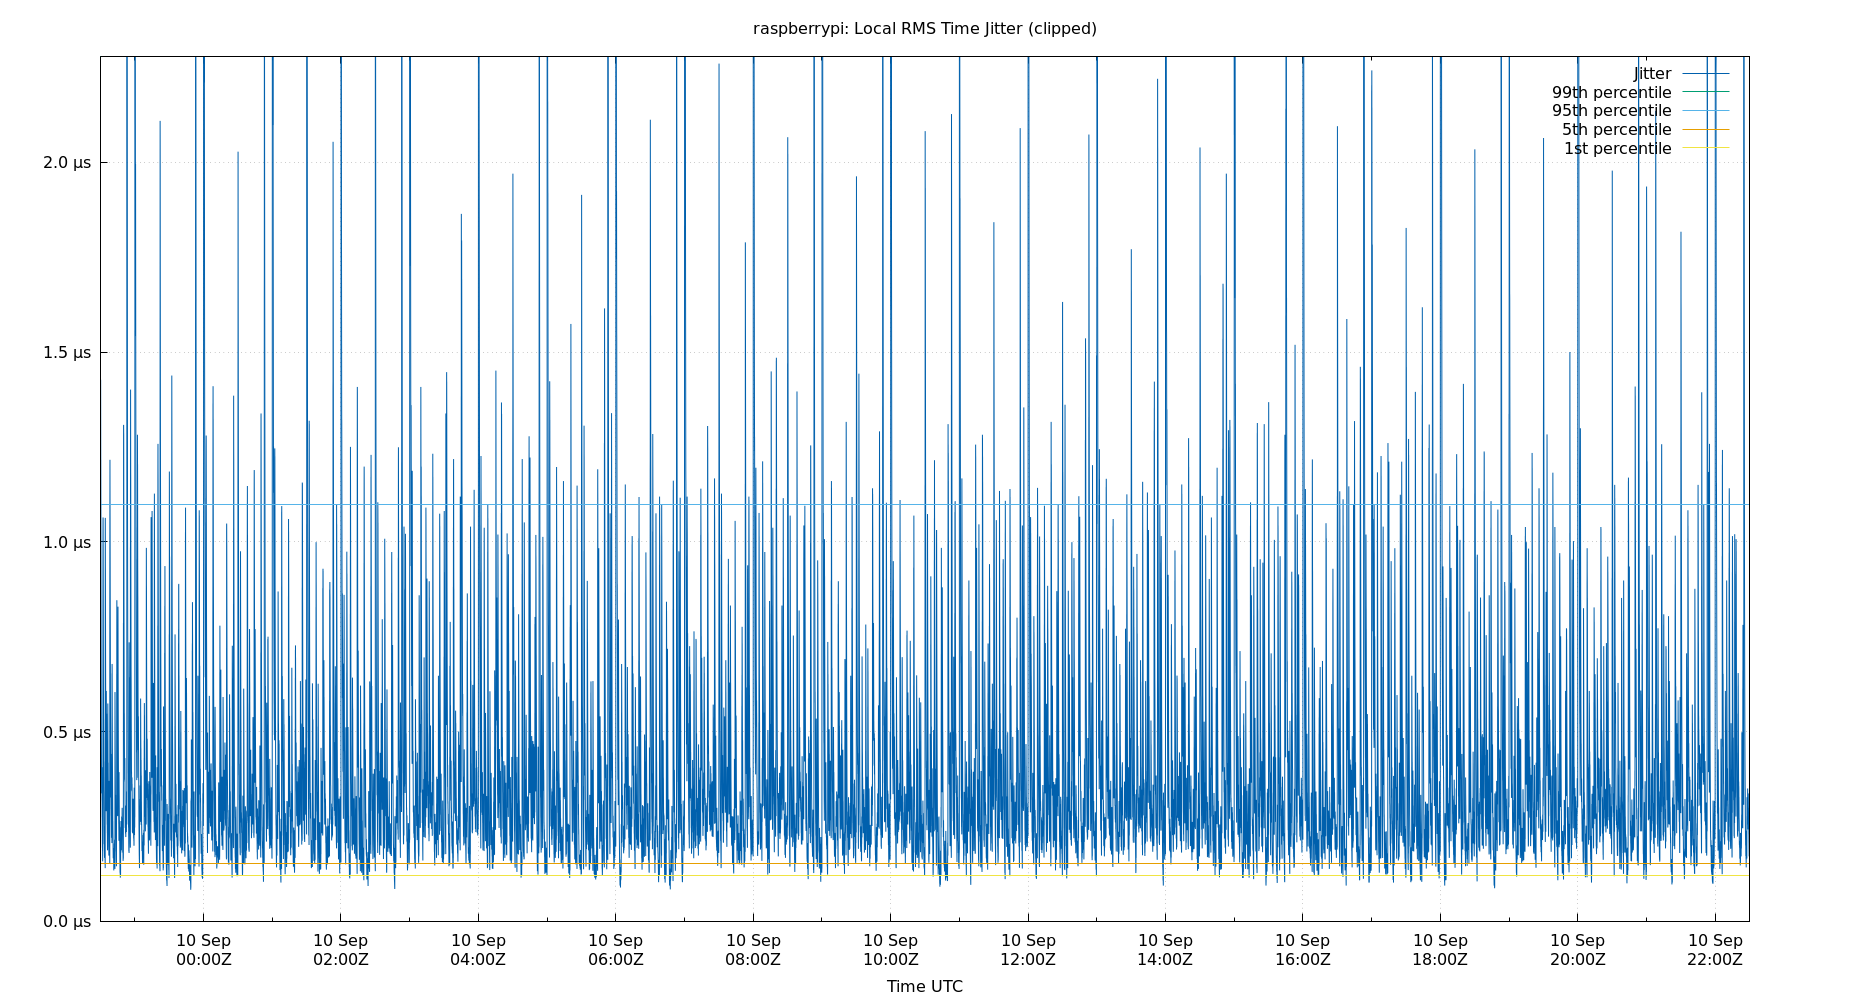 raspberrypi: Local RMS Time Jitter (clipped)
Jitter
99th percentile
95th percentile
5th percentile
1st percentile
2.0 µs
1.5 µs
1.0 µs
0.5 µs
0.0 µs
10 Sep 10 Sep 10 Sep 10 Sep 10 Sep 10 Sep 10 Sep 10 Sep 10 Sep 10 Sep 10 Sep 10 Sep
00:00Z 02:00Z 04:00Z 06:00Z 08:00Z 10:00Z 12:00Z 14:00Z 16:00Z 18:00Z 20:00Z 22:00Z
Time UTC